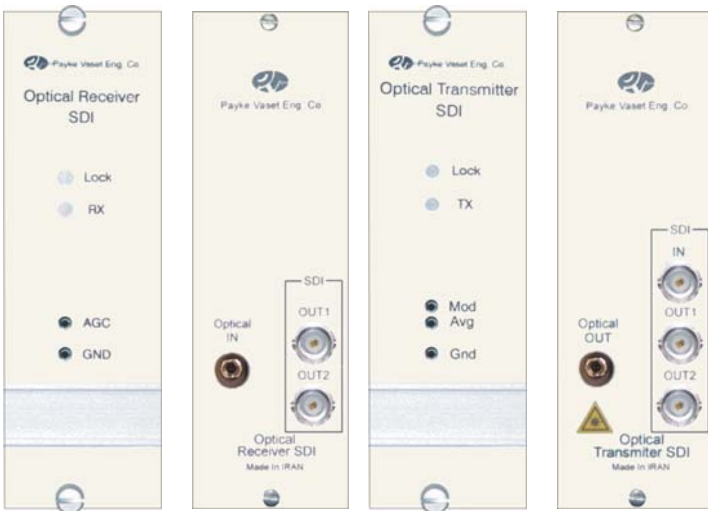 Payke Vaset Eng. Co.
Optical Receiver
SDI
Lock
RX
AGC
GND
Payke Vaset Eng. Co.
SDI
OUT1
Optical
IN
OUT2
Optical
Receiver SDI
Made In IRAN
Payke Vaset Eng. Co.
Optical Transmitter
SDI
Lock
TX
Mod
Avg
Gnd
Payke Vaset Eng. Co.
SDI
IN
OUT1
Optical
OUT
OUT2
Optical
Transmiter SDI
Made In IRAN